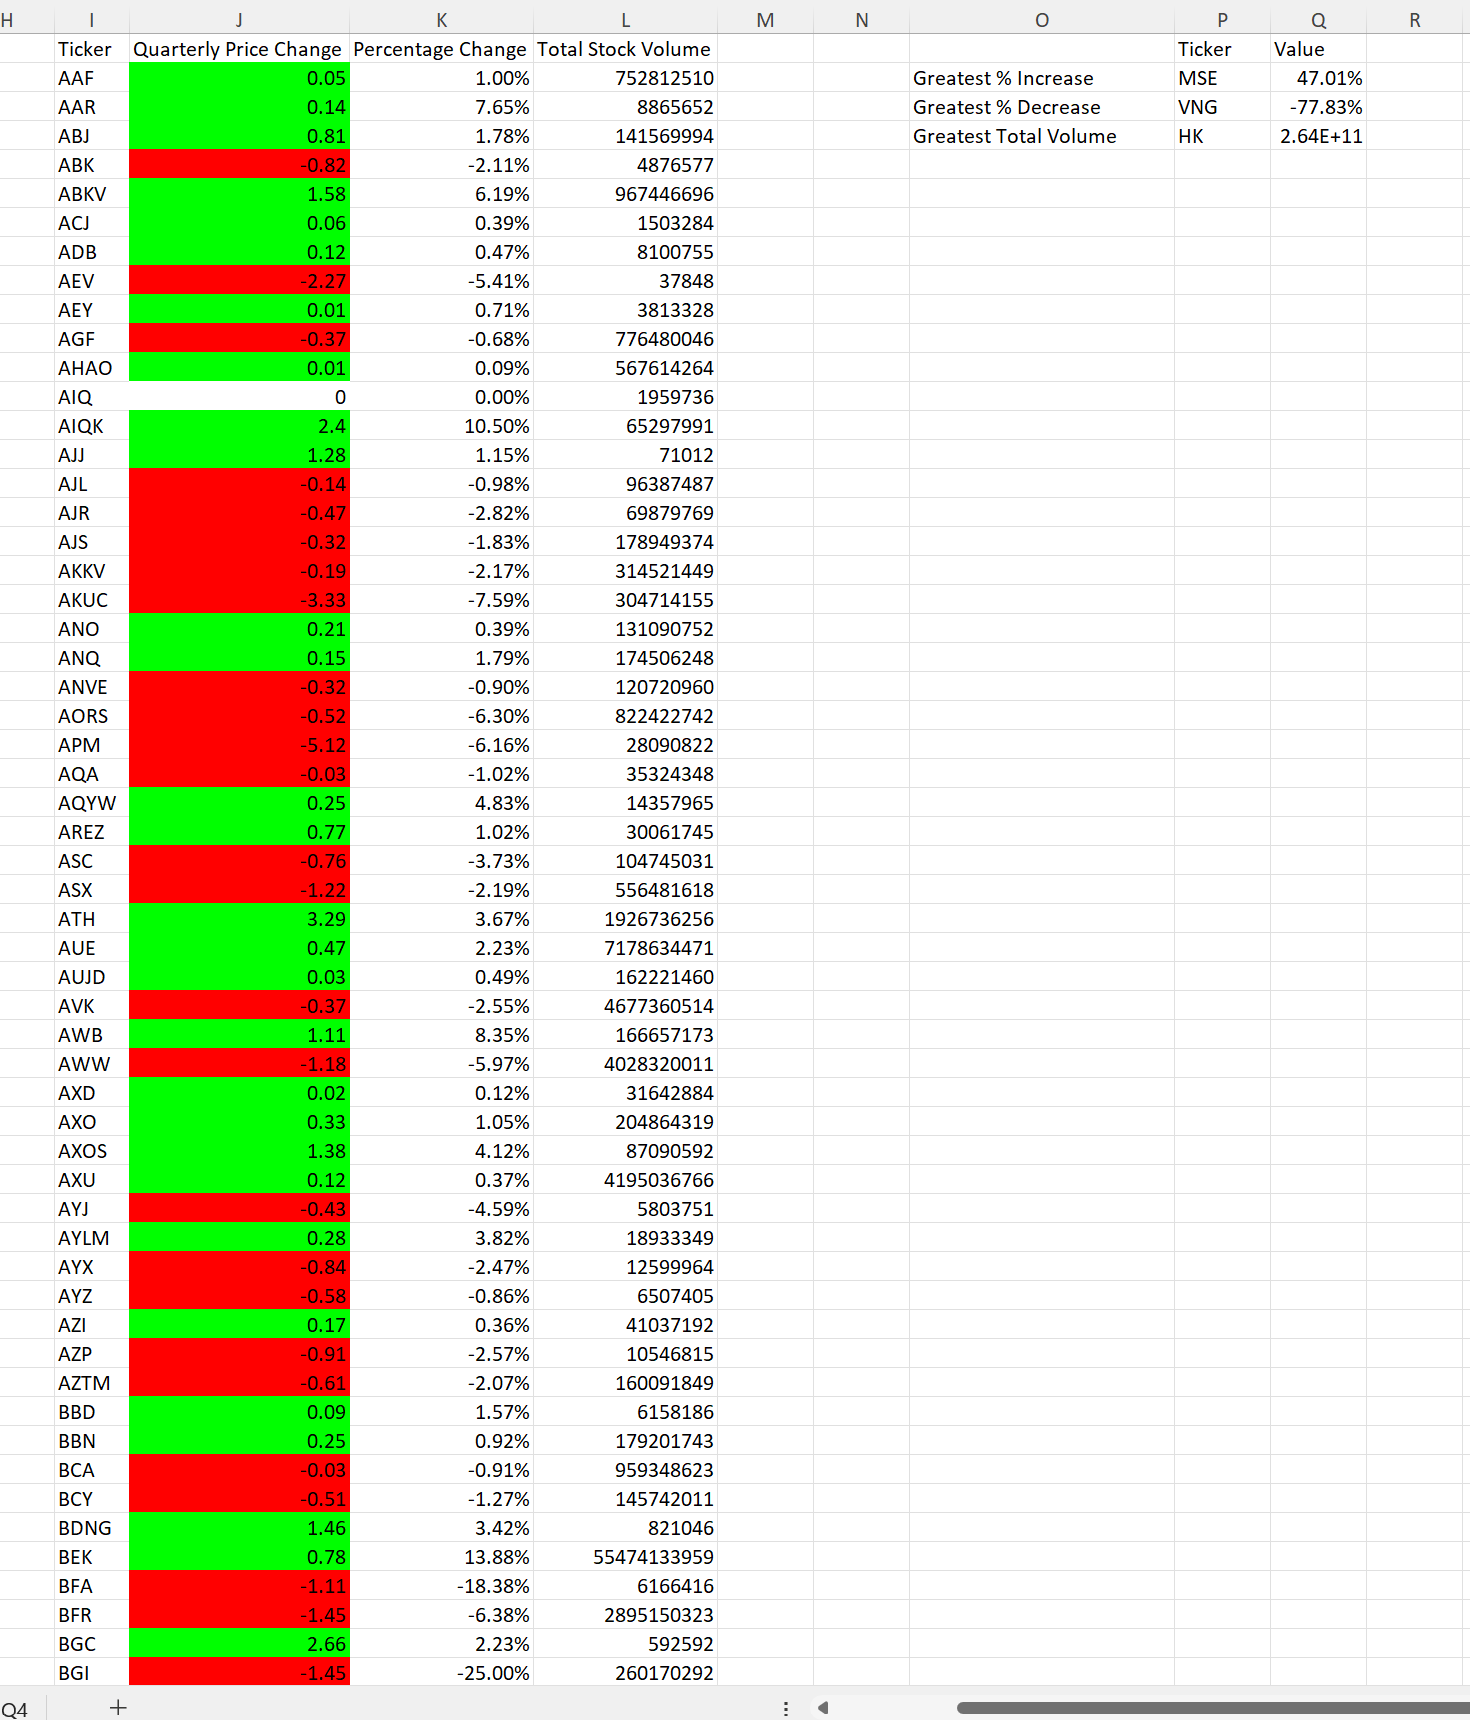 H I J K L M N O P Q R
Ticker Quarterly Price Change Percentage Change Total Stock Volume Ticker Value
AAF 0.05 1.00% 752812510 Greatest % Increase MSE 47.01%
AAR 0.14 7.65% 8865652 Greatest % Decrease VNG -77.83%
ABJ 0.81 1.78% 141569994 Greatest Total Volume HK 2.64E+11
ABK -0.82 -2.11% 4876577
ABKV 1.58 6.19% 967446696
ACJ 0.06 0.39% 1503284
ADB 0.12 0.47% 8100755
AEV -2.27 -5.41% 37848
AEY 0.01 0.71% 3813328
AGF -0.37 -0.68% 776480046
AHAO 0.01 0.09% 567614264
AIQ 0 0.00% 1959736
AIQK 2.4 10.50% 65297991
AJJ 1.28 1.15% 71012
AJL -0.14 -0.98% 96387487
AJR -0.47 -2.82% 69879769
AJS -0.32 -1.83% 178949374
AKKV -0.19 -2.17% 314521449
AKUC -3.33 -7.59% 304714155
ANO 0.21 0.39% 131090752
ANQ 0.15 1.79% 174506248
ANVE -0.32 -0.90% 120720960
AORS -0.52 -6.30% 822422742
APM -5.12 -6.16% 28090822
AQA -0.03 -1.02% 35324348
AQYW 0.25 4.83% 14357965
AREZ 0.77 1.02% 30061745
ASC -0.76 -3.73% 104745031
ASX -1.22 -2.19% 556481618
ATH 3.29 3.67% 1926736256
AUE 0.47 2.23% 7178634471
AUJD 0.03 0.49% 162221460
AVK -0.37 -2.55% 4677360514
AWB 1.11 8.35% 166657173
AWW -1.18 -5.97% 4028320011
AXD 0.02 0.12% 31642884
AXO 0.33 1.05% 204864319
AXOS 1.38 4.12% 87090592
AXU 0.12 0.37% 4195036766
AYJ -0.43 -4.59% 5803751
AYLM 0.28 3.82% 18933349
AYX -0.84 -2.47% 12599964
AYZ -0.58 -0.86% 6507405
AZI 0.17 0.36% 41037192
AZP -0.91 -2.57% 10546815
AZTM -0.61 -2.07% 160091849
BBD 0.09 1.57% 6158186
BBN 0.25 0.92% 179201743
BCA -0.03 -0.91% 959348623
BCY -0.51 -1.27% 145742011
BDNG 1.46 3.42% 821046
BEK 0.78 13.88% 55474133959
BFA -1.11 -18.38% 6166416
BFR -1.45 -6.38% 2895150323
BGC 2.66 2.23% 592592
BGI -1.45 -25.00% 260170292
Q4